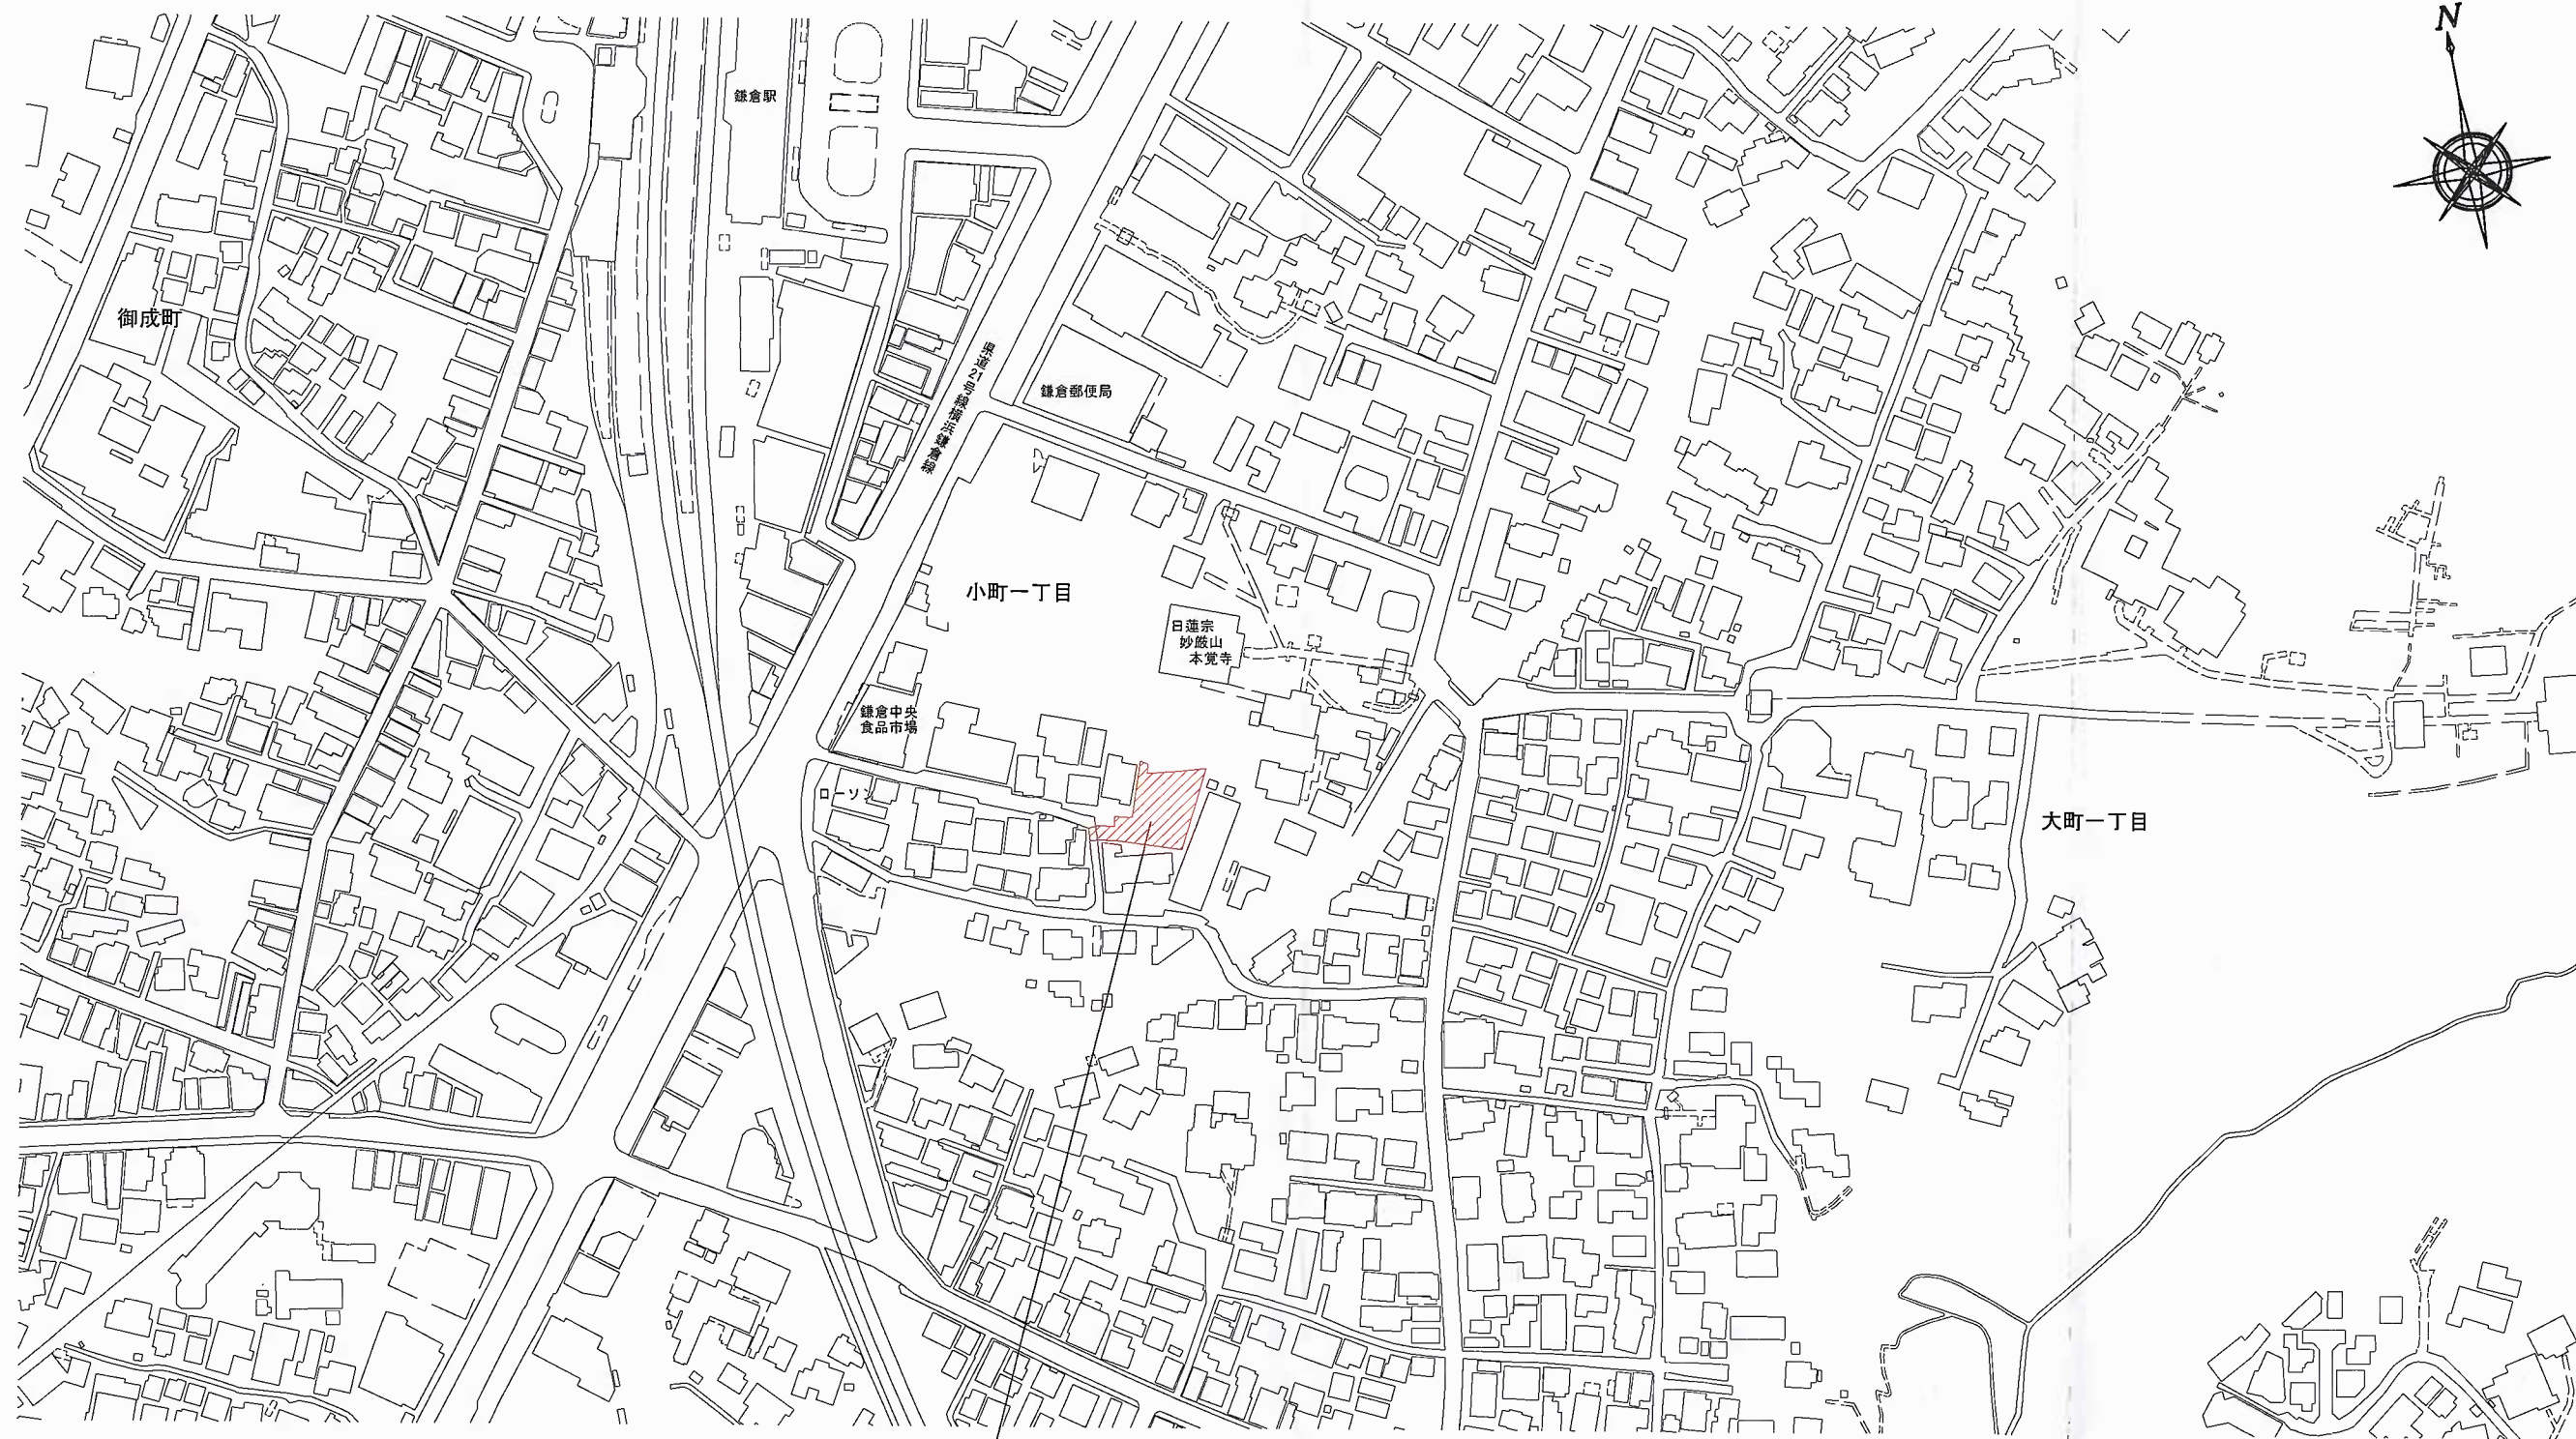 N
鎌倉駅
御成町
県道21号線横浜鎌倉線
鎌倉郵便局
小町一丁目
日蓮宗
妙厳山
本覚寺
鎌倉中央
食品市場
ローソン
大町一丁目